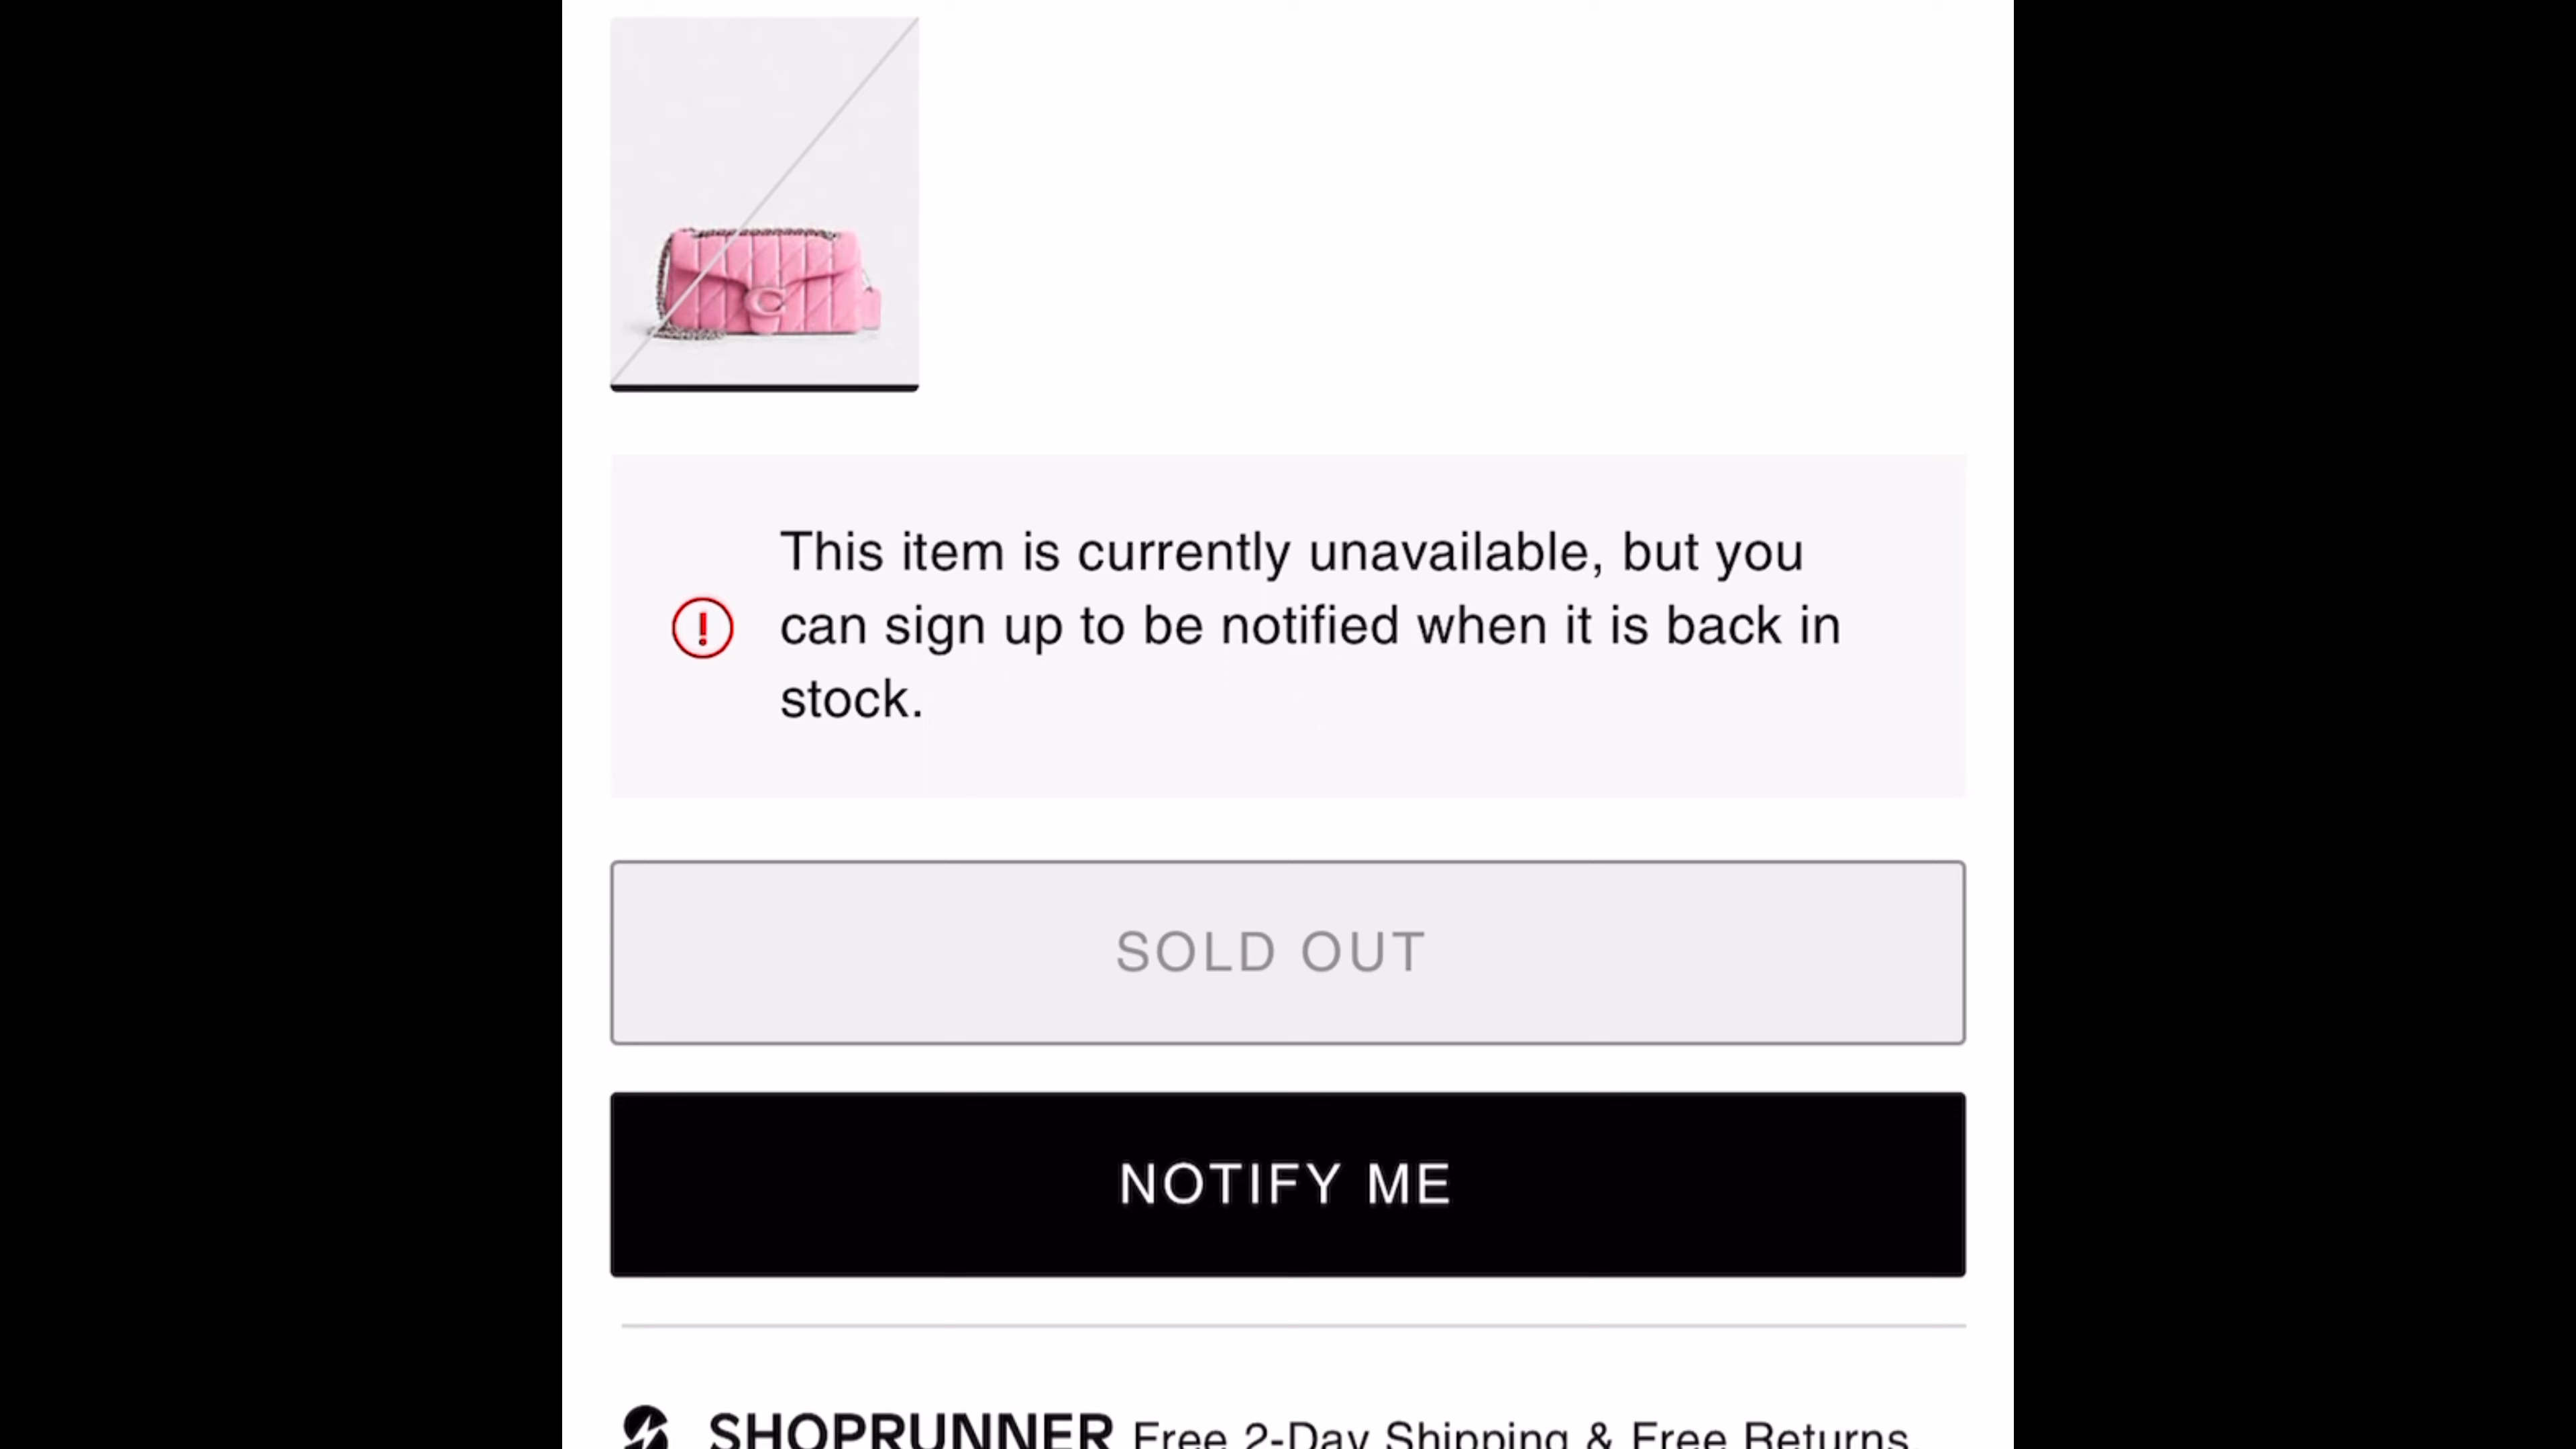 This item is currently unavailable, but you
can sign up to be notified when it is back in
stock.
SOLD OUT
NOTIFY ME
SHOPRUNNER Free 2-Day Shipping & Free Returns